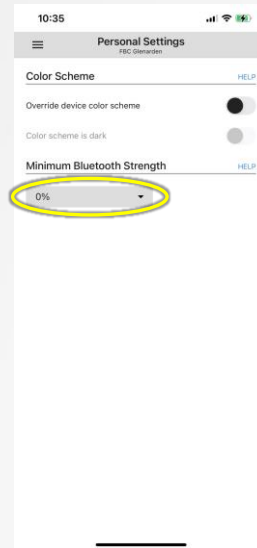 10:35
Personal Settings
FBC Glenarden
Color Scheme HELP
Override device color scheme
Color scheme is dark
Minimum Bluetooth Strength HELP
0%